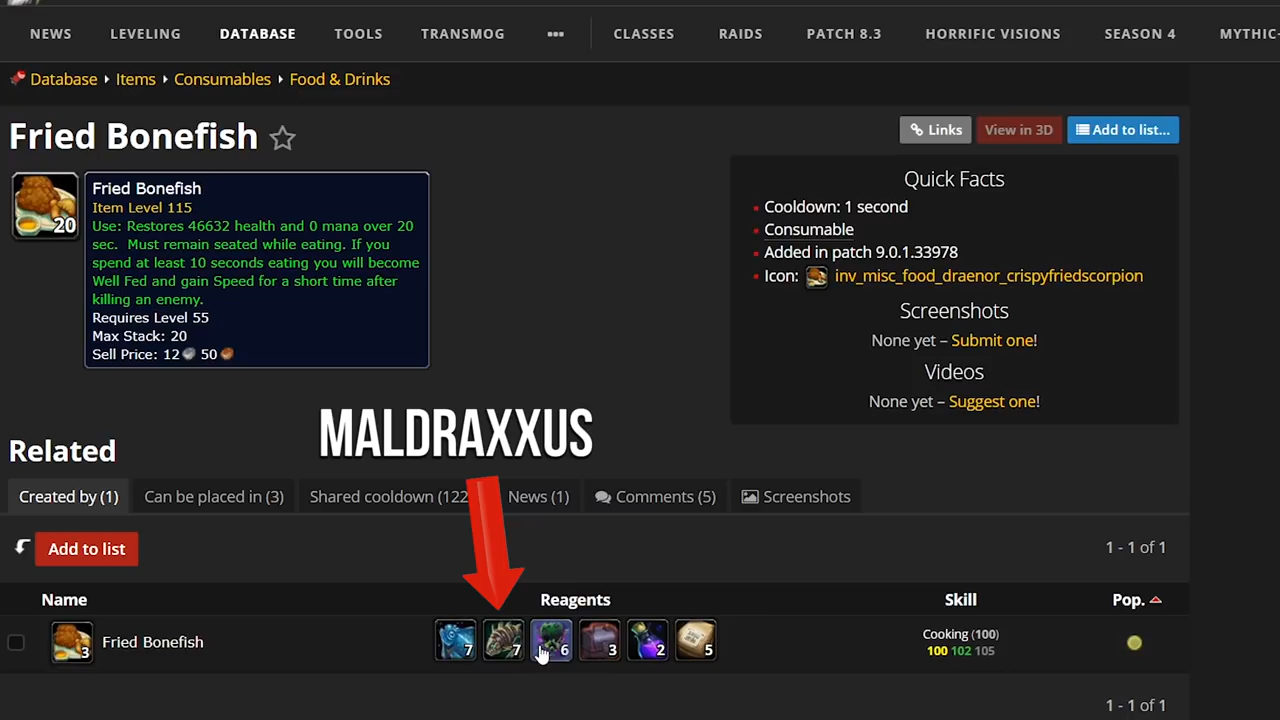 NEWS LEVELING DATABASE TOOLS TRANSMOG ••• CLASSES RAIDS PATCH 8.3 HORRIFIC VISIONS SEASON 4 MYTHIC-
Database ▸ Items ▸ Consumables ▸ Food & Drinks
Fried Bonefish
Links View in 3D Add to list...
20
Fried Bonefish
Item Level 115
Use: Restores 46632 health and 0 mana over 20
sec. Must remain seated while eating. If you
spend at least 10 seconds eating you will become
Well Fed and gain Speed for a short time after
killing an enemy.
Requires Level 55
Max Stack: 20
Sell Price: 12 50
Quick Facts
Cooldown: 1 second
Consumable
Added in patch 9.0.1.33978
Icon: inv_misc_food_draenor_crispyfriedscorpion
Screenshots
None yet – Submit one!
Videos
None yet – Suggest one!
MALDRAXXUS
Related
Created by (1) Can be placed in (3) Shared cooldown (122 News (1) Comments (5) Screenshots
Add to list 1 - 1 of 1
Name Reagents Skill Pop.
3 Fried Bonefish 7 7 6 3 2 5 Cooking (100)
100 102 105
1 - 1 of 1